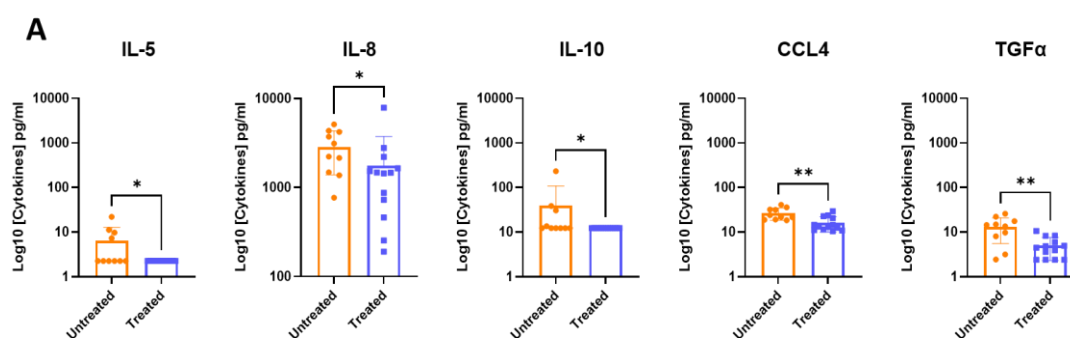 A
IL-5
Log10 [Cytokines] pg/ml
10000
1000
100
10
1
*
Untreated
Treated
IL-8
Log10 [Cytokines] pg/ml
10000
1000
100
*
Untreated
Treated
IL-10
Log10 [Cytokines] pg/ml
10000
1000
100
10
1
*
Untreated
Treated
CCL4
Log10 [Cytokines] pg/ml
10000
1000
100
10
1
**
Untreated
Treated
TGFα
Log10 [Cytokines] pg/ml
10000
1000
100
10
1
**
Untreated
Treated